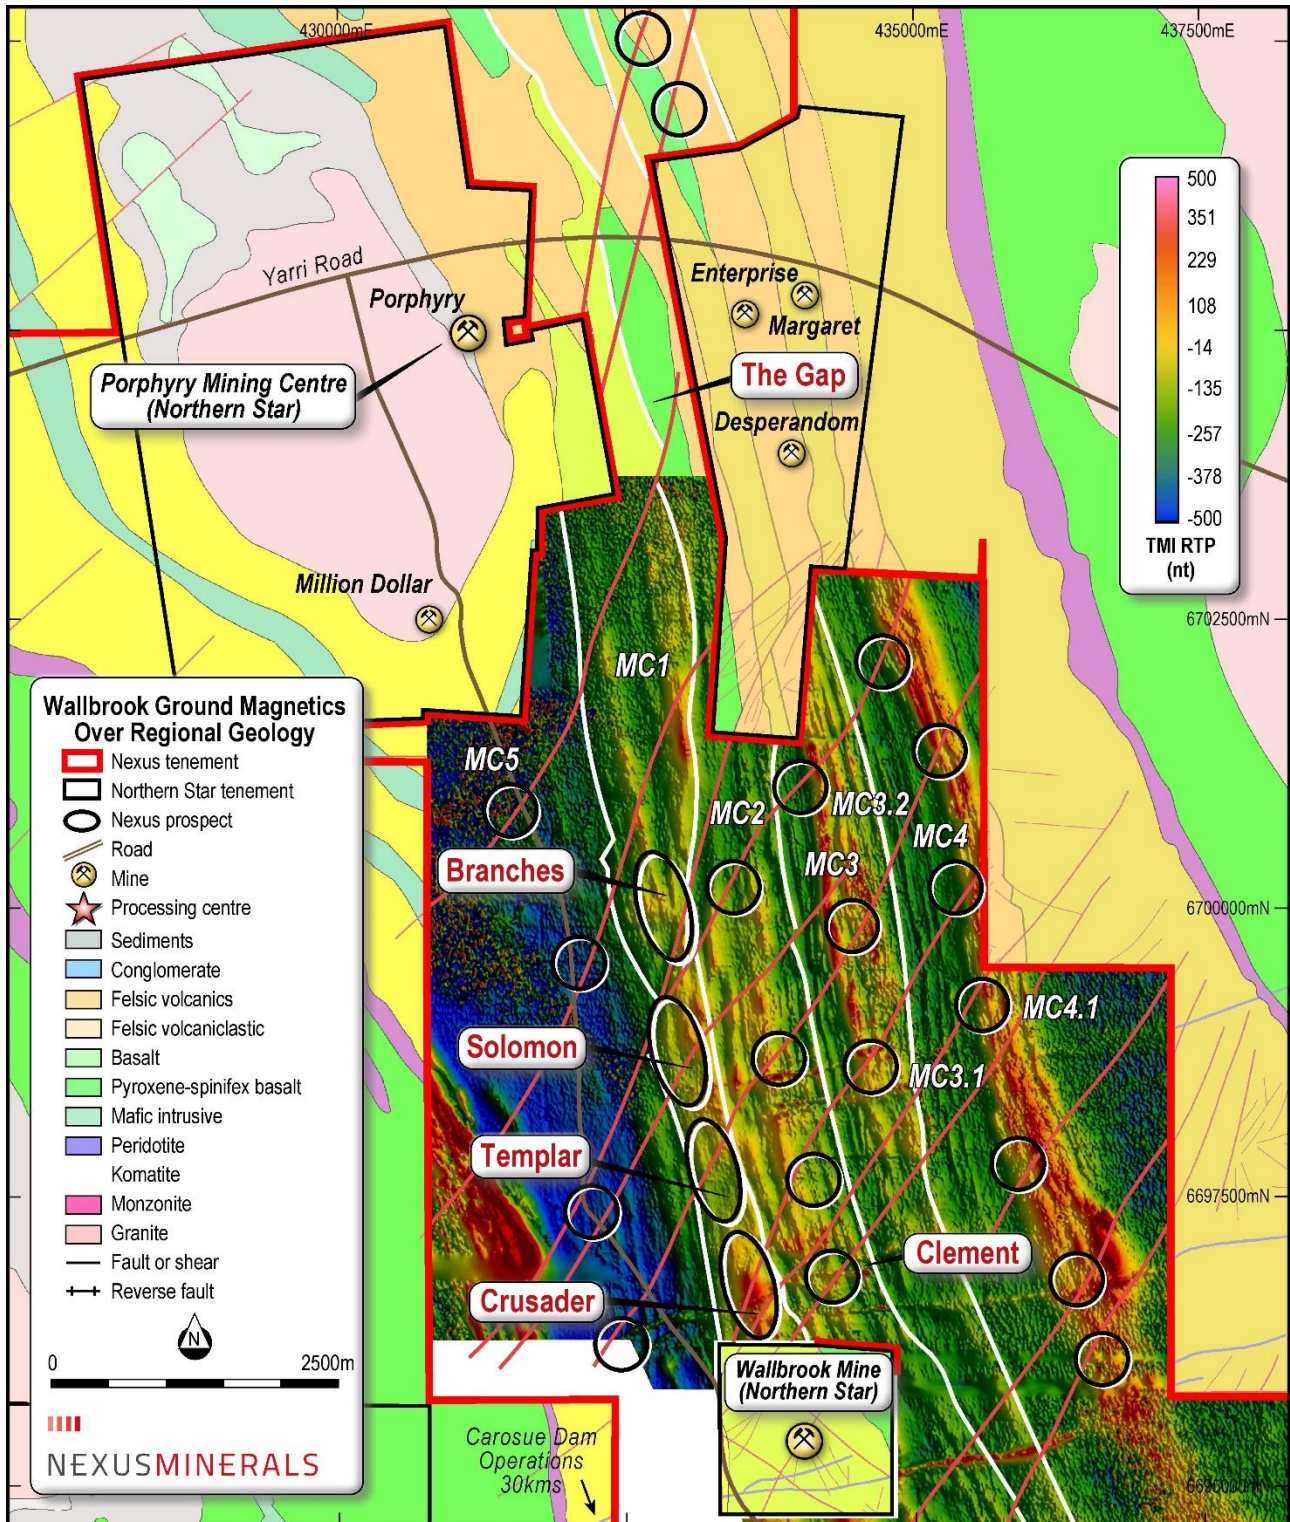 430000mE
435000mE
437500mE
500
351
229
108
-14
-135
-257
-378
-500
TMI RTP
(nt)
Yarri Road
Porphyry
Enterprise
Margaret
The Gap
Porphyry Mining Centre
(Northern Star)
Desperandom
Million Dollar
6702500mN
MC1
MC5
MC2
MC3.2
MC3
MC4
Branches
6700000mN
MC4.1
Solomon
MC3.1
Templar
6697500mN
Clement
Crusader
Wallbrook Mine
(Northern Star)
Carosue Dam
Operations
30kms
6695000mN
Wallbrook Ground Magnetics
Over Regional Geology
Nexus tenement
Northern Star tenement
Nexus prospect
Road
Mine
Processing centre
Sediments
Conglomerate
Felsic volcanics
Felsic volcaniclastic
Basalt
Pyroxene-spinifex basalt
Mafic intrusive
Peridotite
Komatite
Monzonite
Granite
Fault or shear
Reverse fault
N
0 2500m
NEXUSMINERALS